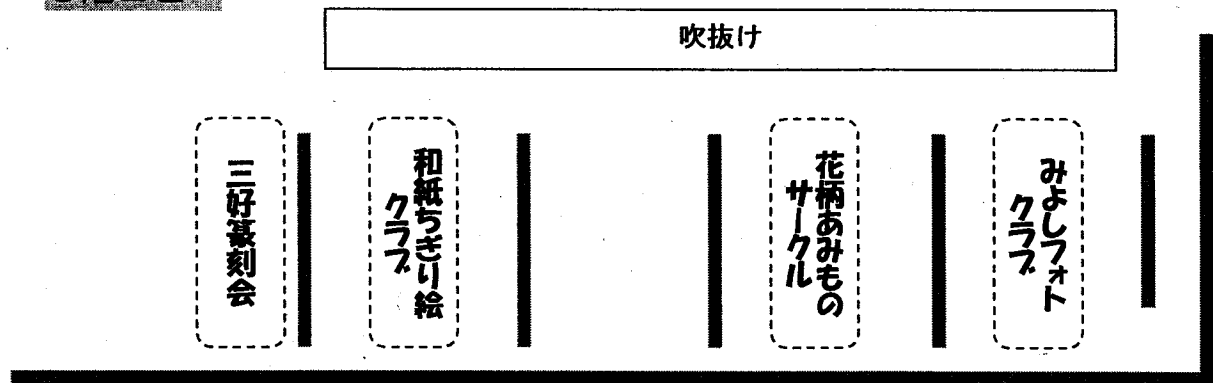 吹抜け
三好篆刻会
和紙ちぎり絵
クラブ
花柄あみもの
サークル
みよしフォト
クラブ